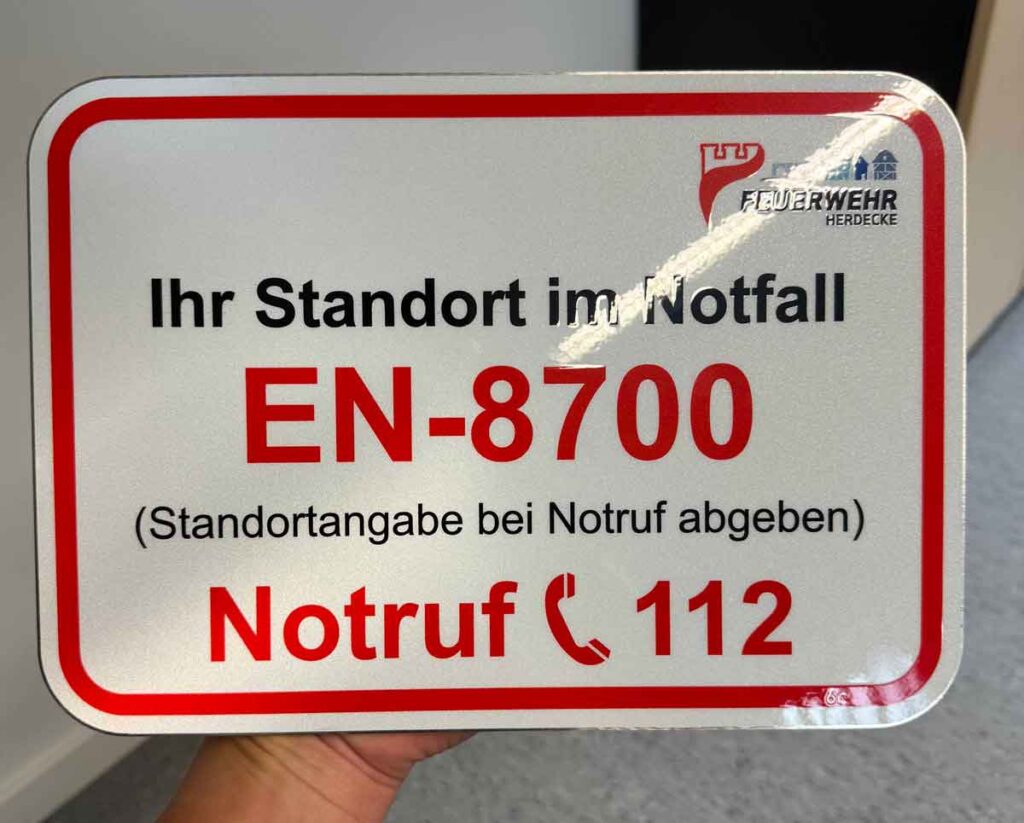 FEUERWEHR
HERDECKE
Ihr Standort im Notfall
EN-8700
(Standortangabe bei Notruf abgeben)
Notruf 112